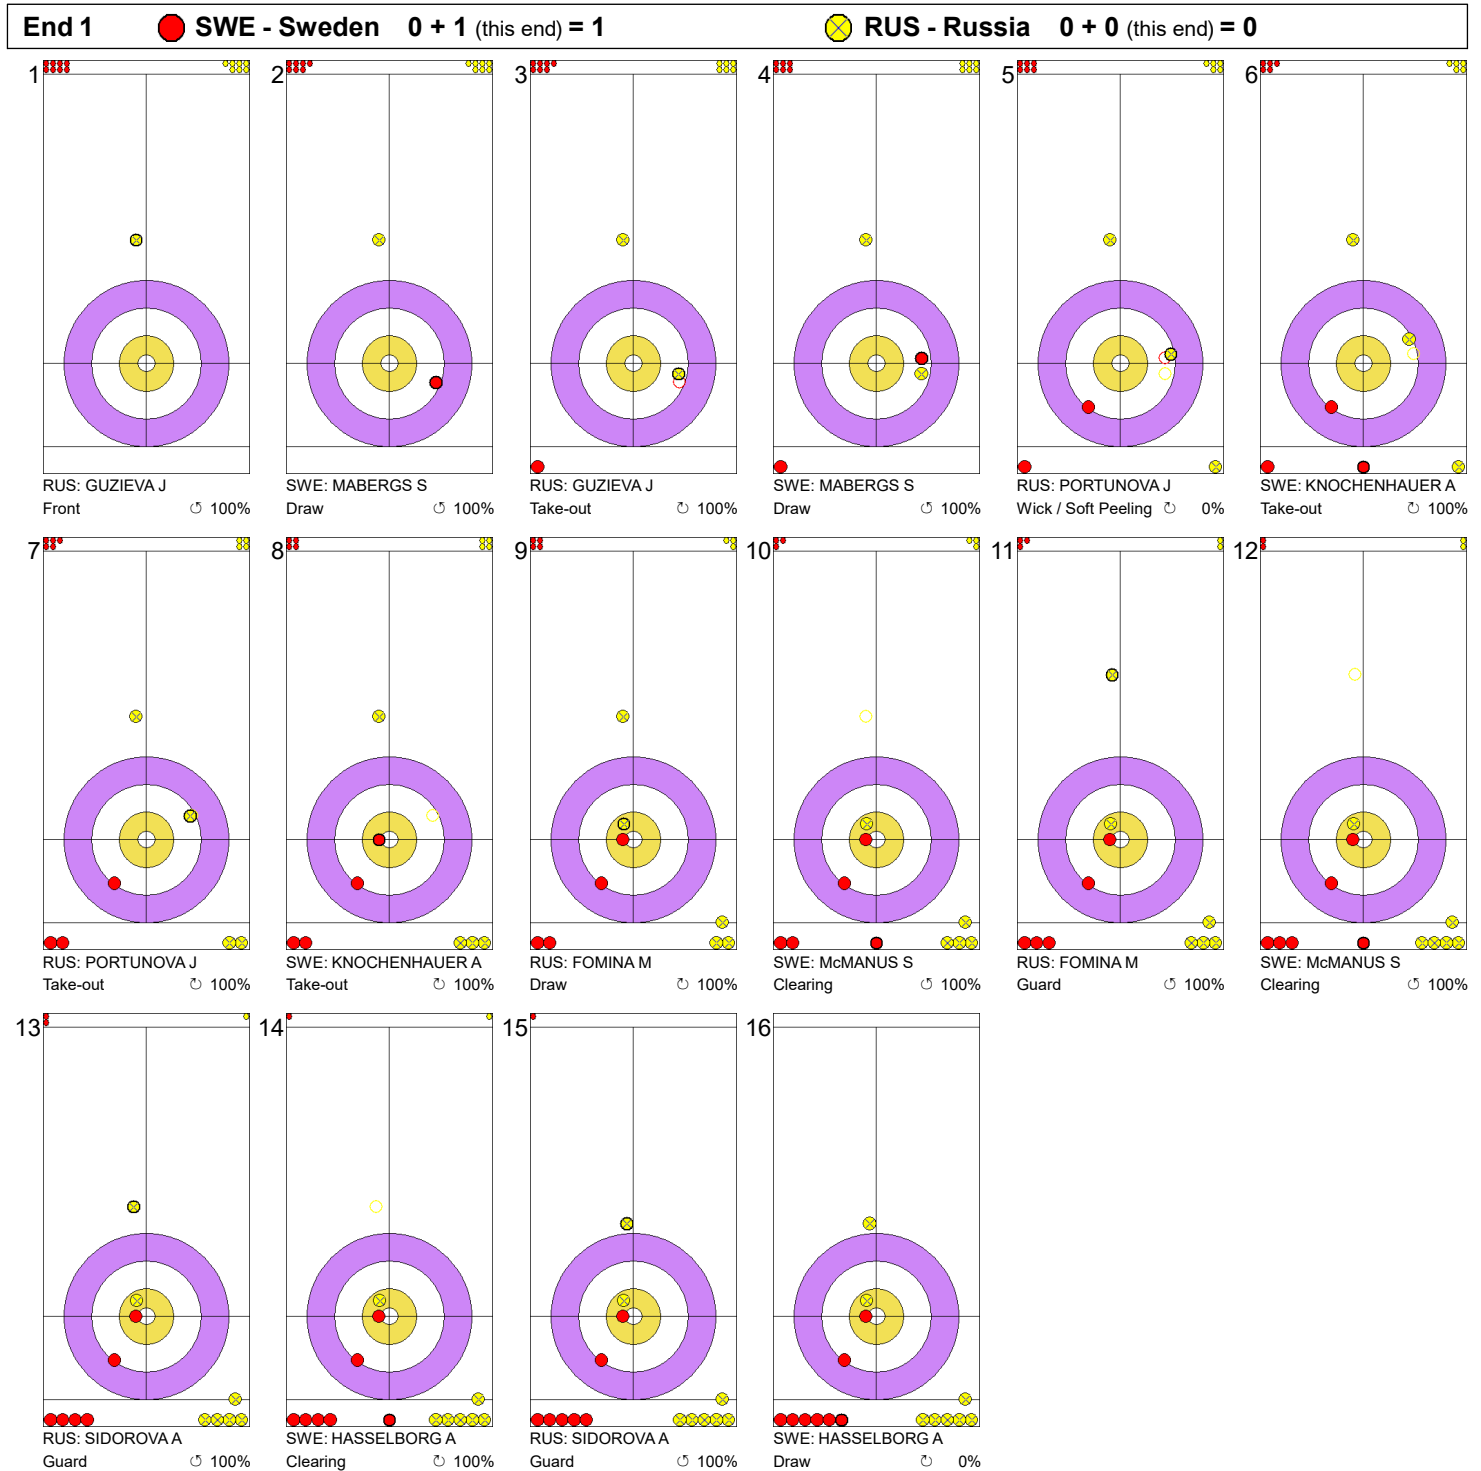 End 1 SWE - Sweden 0 + 1 (this end) = 1 RUS - Russia 0 + 0 (this end) = 0
1 2 3 4 5 6
RUS: GUZIEVA J SWE: MABERGS S RUS: GUZIEVA J SWE: MABERGS S RUS: PORTUNOVA J SWE: KNOCHENHAUER A
Front ↺ 100% Draw ↺ 100% Take-out ↻ 100% Draw ↺ 100% Wick / Soft Peeling ↻ 0% Take-out ↻ 100%
7 8 9 10 11 12
RUS: PORTUNOVA J SWE: KNOCHENHAUER A RUS: FOMINA M SWE: McMANUS S RUS: FOMINA M SWE: McMANUS S
Take-out ↻ 100% Take-out ↻ 100% Draw ↻ 100% Clearing ↺ 100% Guard ↻ 100% Clearing ↺ 100%
13 14 15 16
RUS: SIDOROVA A SWE: HASSELBORG A RUS: SIDOROVA A SWE: HASSELBORG A
Guard ↺ 100% Clearing ↻ 100% Guard ↺ 100% Draw ↻ 0%